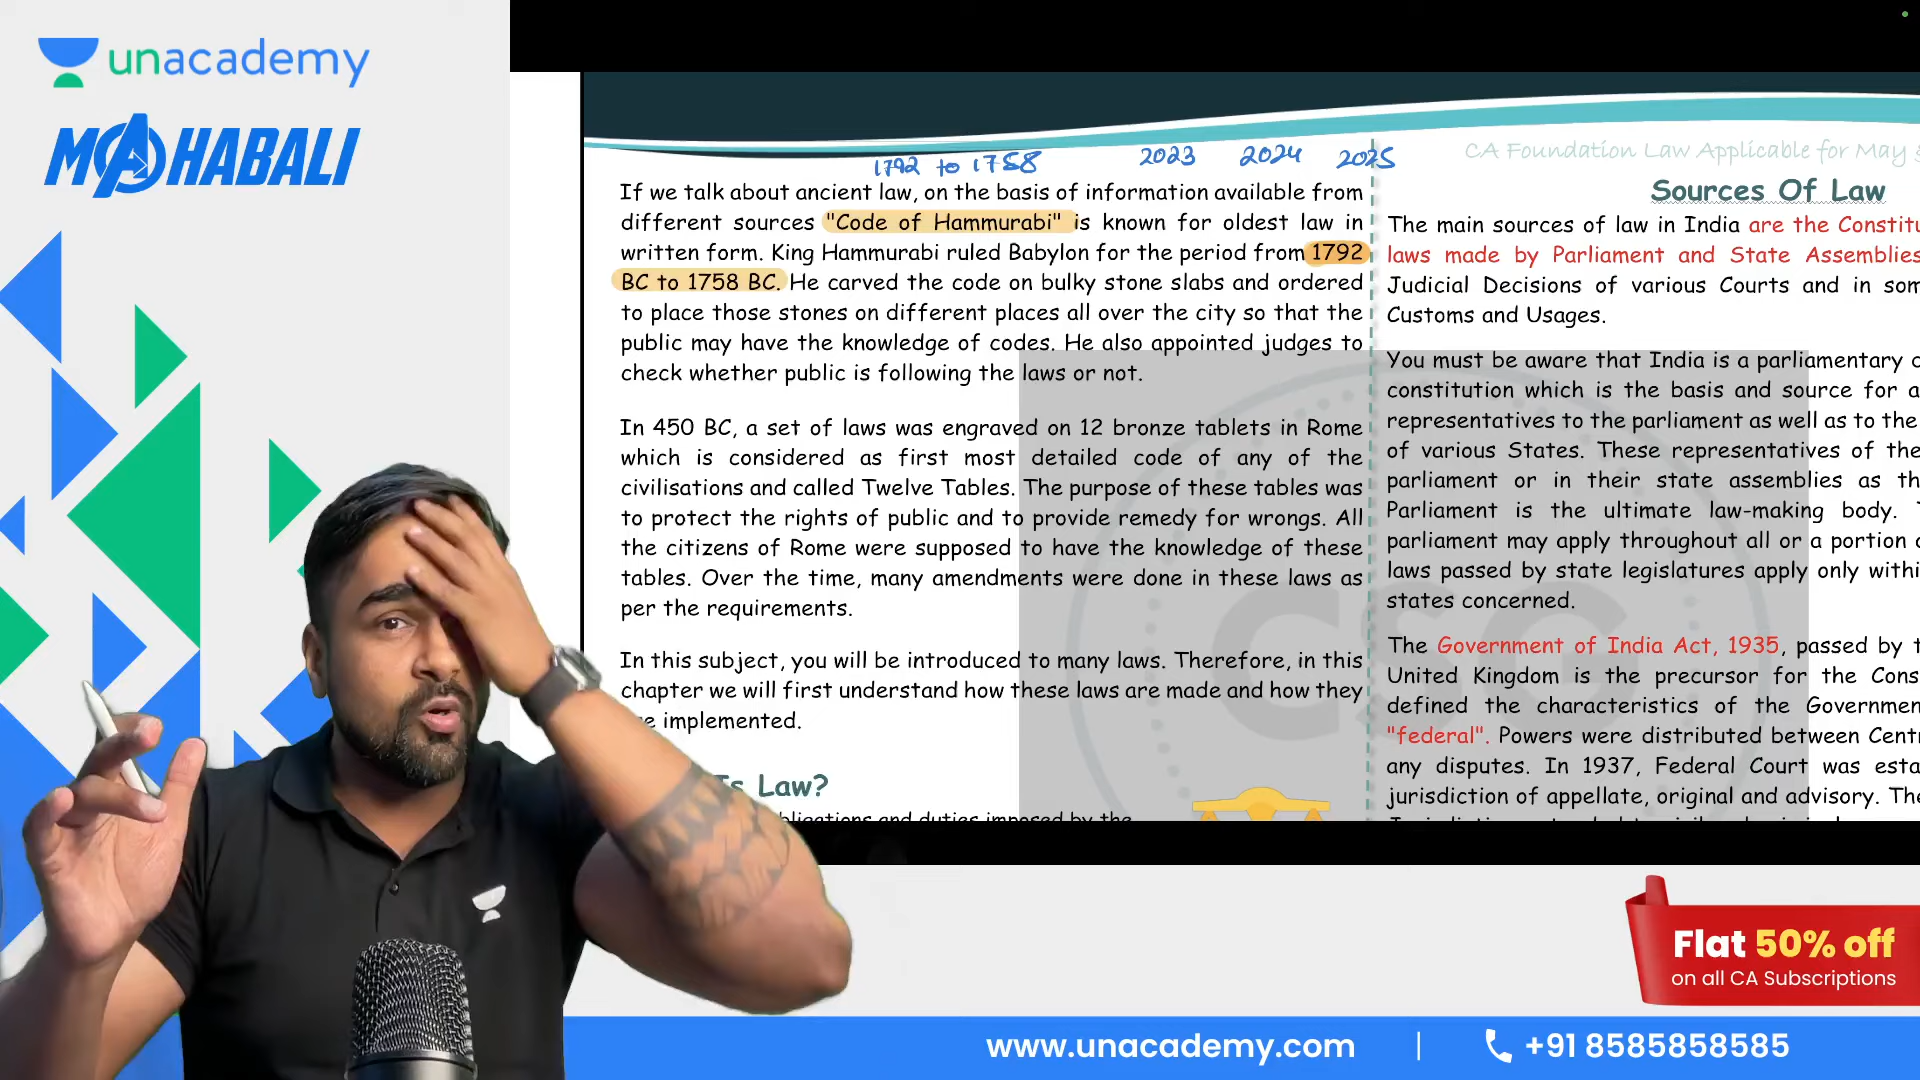 unacademy
MAHABALI
1792 to 1758 2023 2024 2025
If we talk about ancient law, on the basis of information available from
different sources "Code of Hammurabi" is known for oldest law in
written form. King Hammurabi ruled Babylon for the period from 1792
BC to 1758 BC. He carved the code on bulky stone slabs and ordered
to place those stones on different places all over the city so that the
public may have the knowledge of codes. He also appointed judges to
check whether public is following the laws or not.
In 450 BC, a set of laws was engraved on 12 bronze tablets in Rome
which is considered as first most detailed code of any of the
civilisations and called Twelve Tables. The purpose of these tables was
to protect the rights of public and to provide remedy for wrongs. All
the citizens of Rome were supposed to have the knowledge of these
tables. Over the time, many amendments were done in these laws as
per the requirements.
In this subject, you will be introduced to many laws. Therefore, in this
chapter we will first understand how these laws are made and how they
implemented.
Is Law?
obligations and duties imposed by the
CA Foundation Law Applicable for May
Sources Of Law
The main sources of law in India are the Constitu
laws made by Parliament and State Assemblies
Judicial Decisions of various Courts and in som
Customs and Usages.
You must be aware that India is a parliamentary
constitution which is the basis and source for a
representatives to the parliament as well as to the
of various States. These representatives of the
parliament or in their state assemblies as th
Parliament is the ultimate law-making body.
parliament may apply throughout all or a portion
laws passed by state legislatures apply only withi
states concerned.
The Government of India Act, 1935, passed by t
United Kingdom is the precursor for the Cons
defined the characteristics of the Governmen
"federal". Powers were distributed between Centr
any disputes. In 1937, Federal Court was esta
jurisdiction of appellate, original and advisory. The
CSC
Flat 50% off
on all CA Subscriptions
www.unacademy.com | +91 8585858585